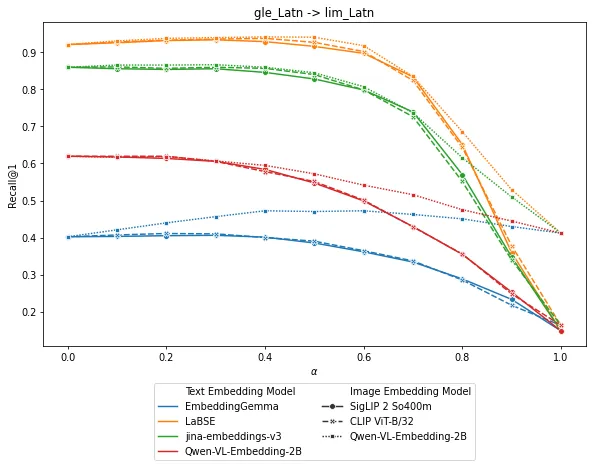 gle_Latn -> lim_Latn
Recall@1
0.9
0.8
0.7
0.6
0.5
0.4
0.3
0.2
0.0
0.2
0.4
0.6
0.8
1.0
α
Text Embedding Model
EmbeddingGemma
LaBSE
jina-embeddings-v3
Qwen-VL-Embedding-2B
Image Embedding Model
SigLIP 2 So400m
CLIP ViT-B/32
Qwen-VL-Embedding-2B